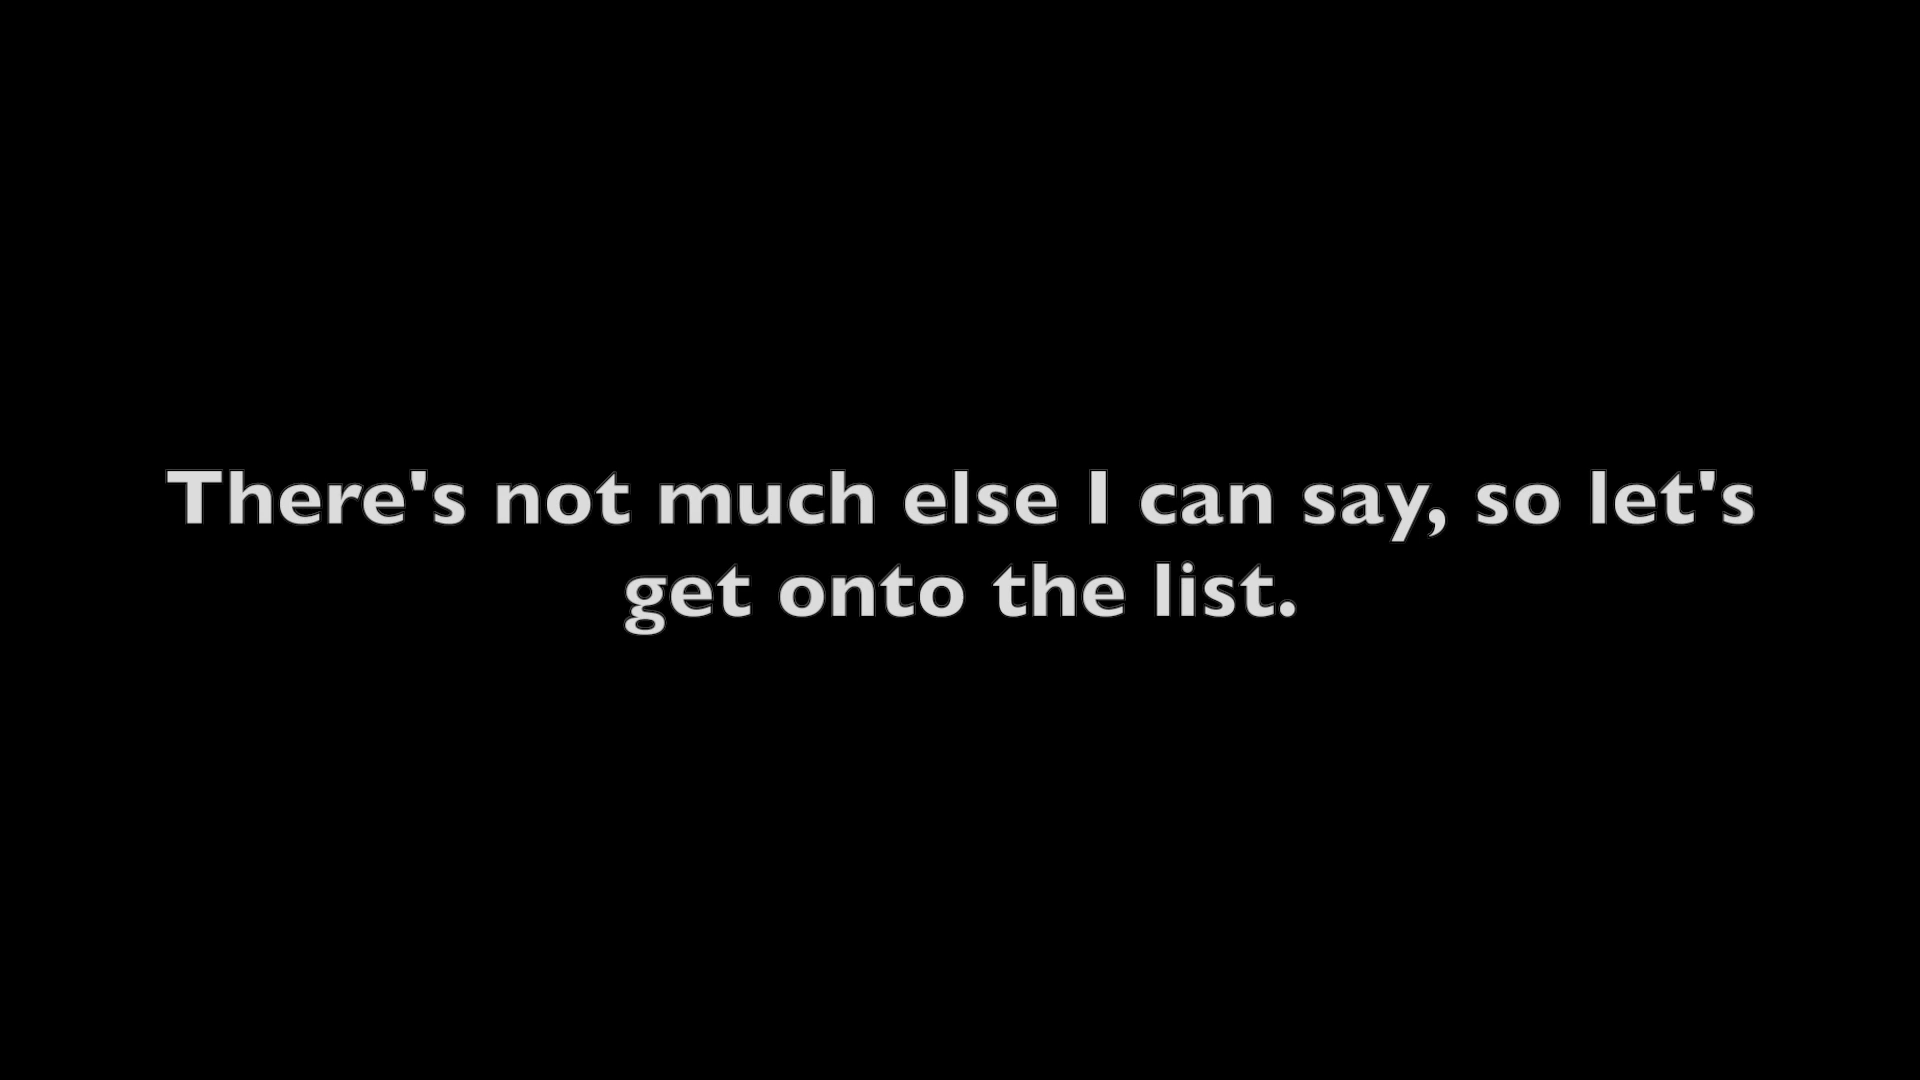 There's not much else I can say, so let's
get onto the list.